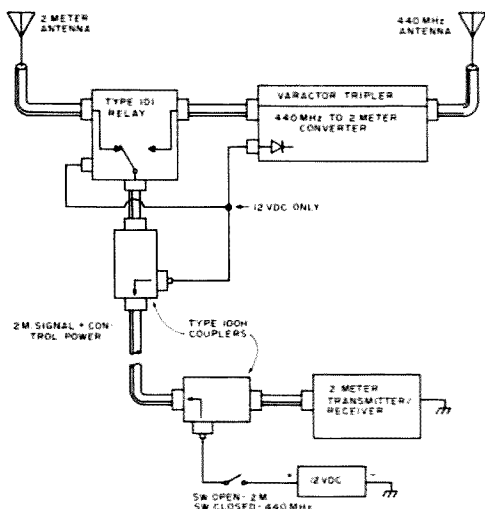 2 METER
ANTENNA
440 MHz
ANTENNA
TYPE 101
RELAY
VARACTOR TRIPLER
440 MHz TO 2 METER
CONVERTER
12 VDC ONLY
2M. SIGNAL + CON-
TROL POWER
TYPE 100H
COUPLERS
2 METER
TRANSMITTER/
RECEIVER
+
12 VDC
-
SW OPEN - 2 M
SW CLOSED - 440 MHz